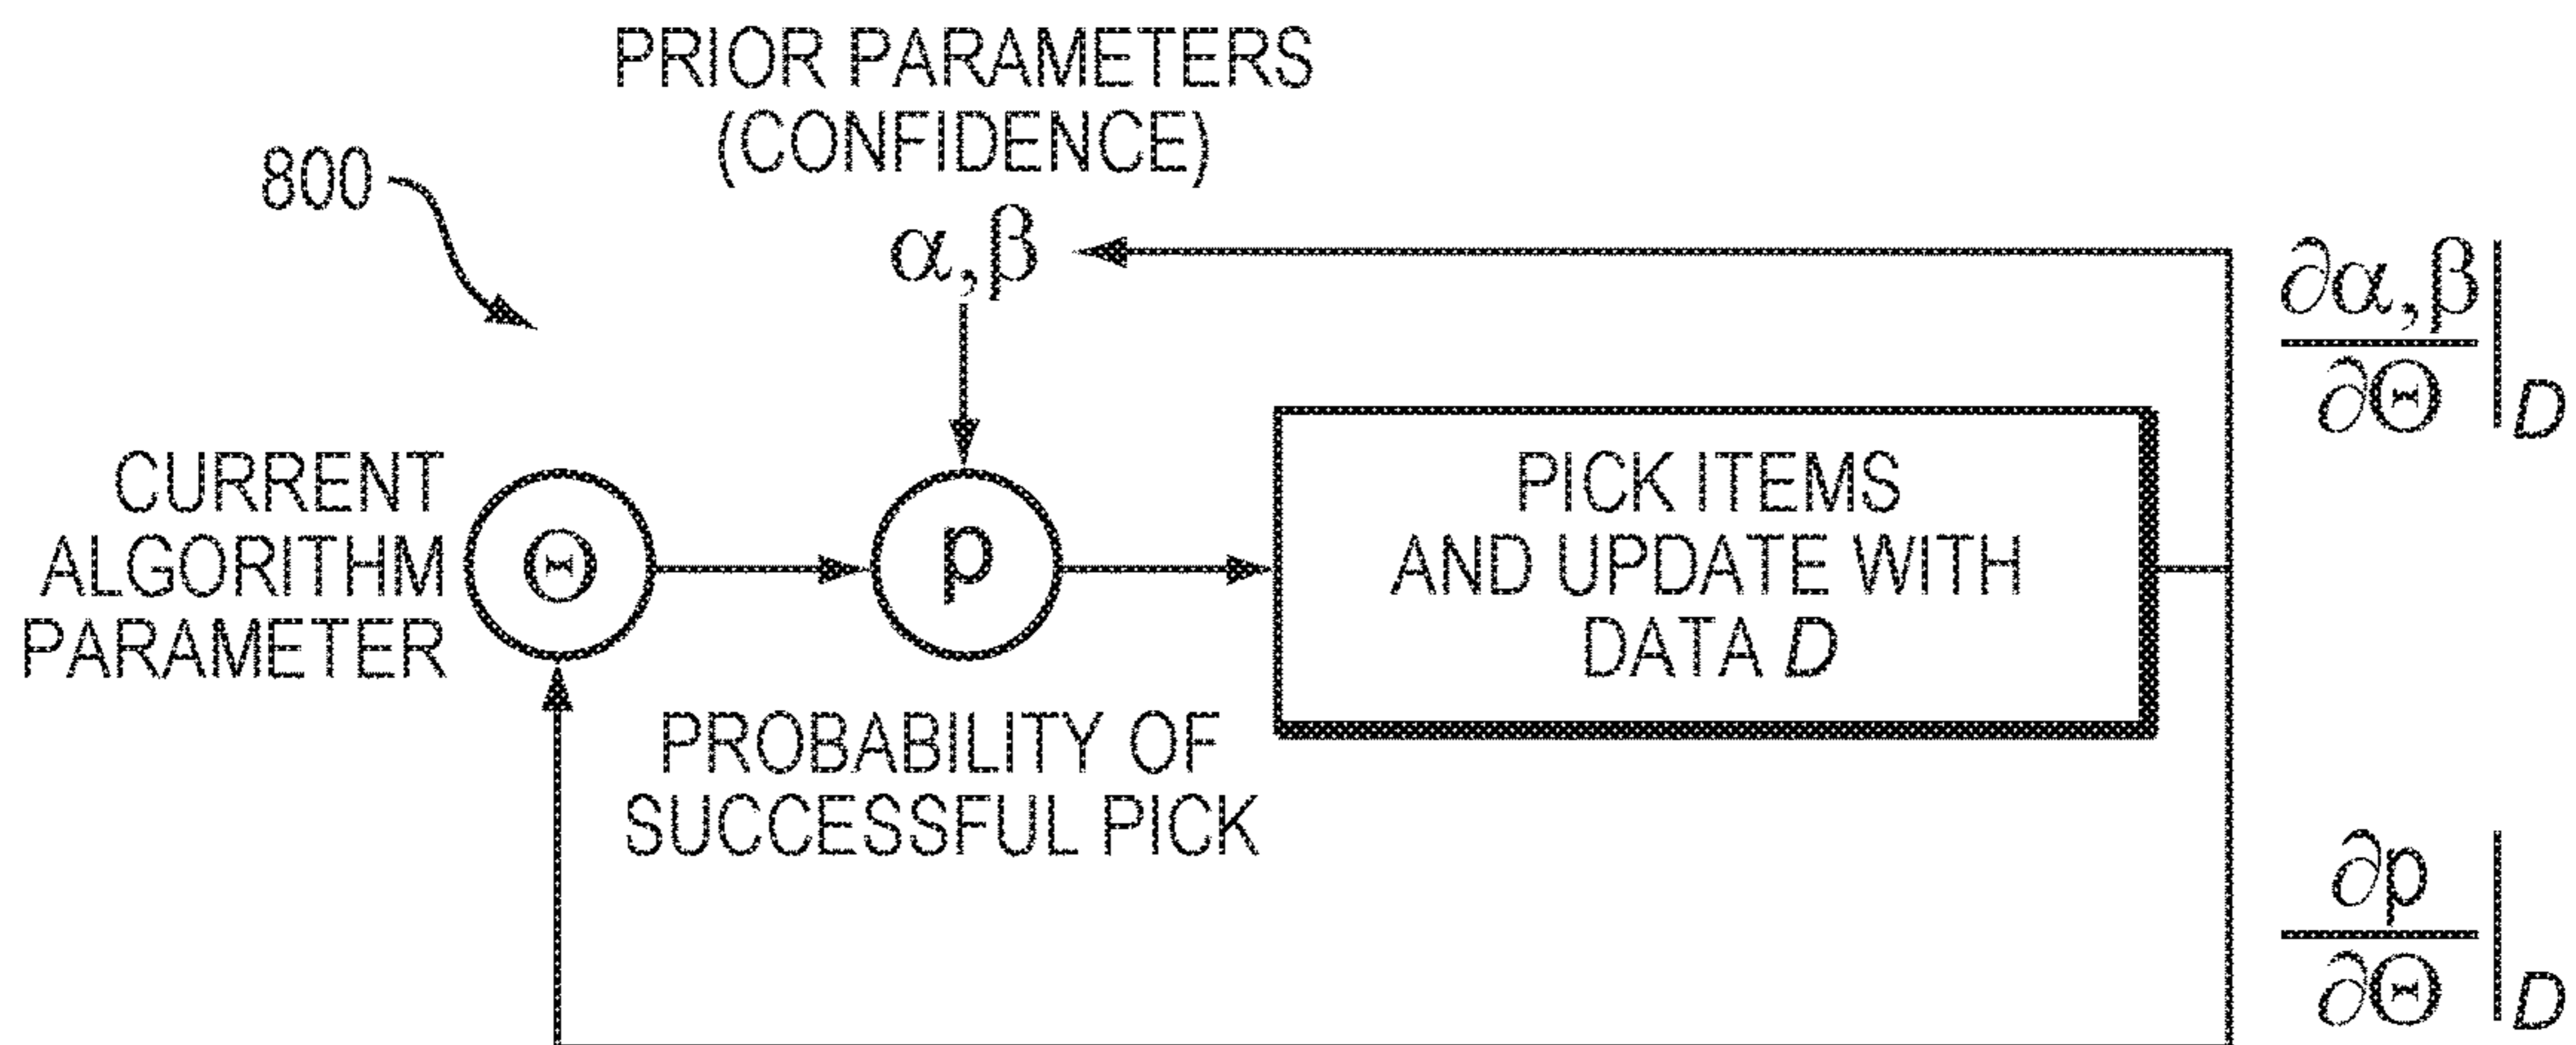 PRIOR PARAMETERS
(CONFIDENCE)
800
α,β
∂α,β
∂Θ
D
CURRENT
ALGORITHM
PARAMETER
Θ
p
PICK ITEMS
AND UPDATE WITH
DATA D
PROBABILITY OF
SUCCESSFUL PICK
∂p
∂Θ
D